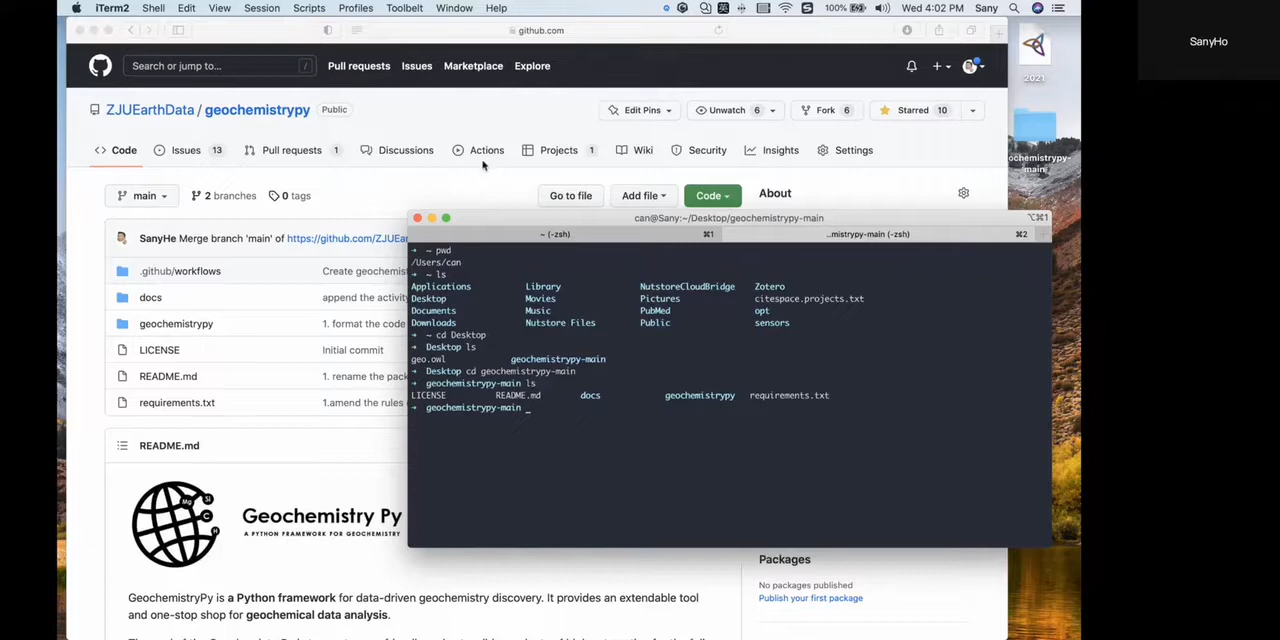 iTerm2 Shell Edit View Session Scripts Profiles Toolbelt Window Help 100% Wed 4:02 PM Sany
github.com
SanyHo
Search or jump to... / Pull requests Issues Marketplace Explore
2021
ZJUEarthData / geochemistrypy Public Edit Pins Unwatch 6 Fork 6 Starred 10
Code Issues 13 Pull requests 1 Discussions Actions Projects 1 Wiki Security Insights Settings
ochemistrypy-
main
main 2 branches 0 tags Go to file Add file Code About
can@Sany:~/Desktop/geochemistrypy-main ⌥⌘1
~ (-zsh) ⌘1 ...mistrypy-main (-zsh) ⌘2
SanyHe Merge branch 'main' of https://github.com/ZJUEar
.github/workflows Create geochemis
docs append the activit
geochemistrypy 1. format the code
LICENSE Initial commit
README.md 1. rename the pack
requirements.txt 1.amend the rules
➜ ~ pwd
/Users/can
➜ ~ ls
Applications Library NutstoreCloudBridge Zotero
Desktop Movies Pictures citespace.projects.txt
Documents Music PubMed opt
Downloads Nutstore Files Public sensors
➜ ~ cd Desktop
➜ Desktop ls
geo.owl geochemistrypy-main
➜ Desktop cd geochemistrypy-main
➜ geochemistrypy-main ls
LICENSE README.md docs geochemistrypy requirements.txt
➜ geochemistrypy-main _
README.md
Mg Si C H
Geochemistry Py
A PYTHON FRAMEWORK FOR GEOCHEMISTRY
GeochemistryPy is a Python framework for data-driven geochemistry discovery. It provides an extendable tool
and one-stop shop for geochemical data analysis.
Packages
No packages published
Publish your first package